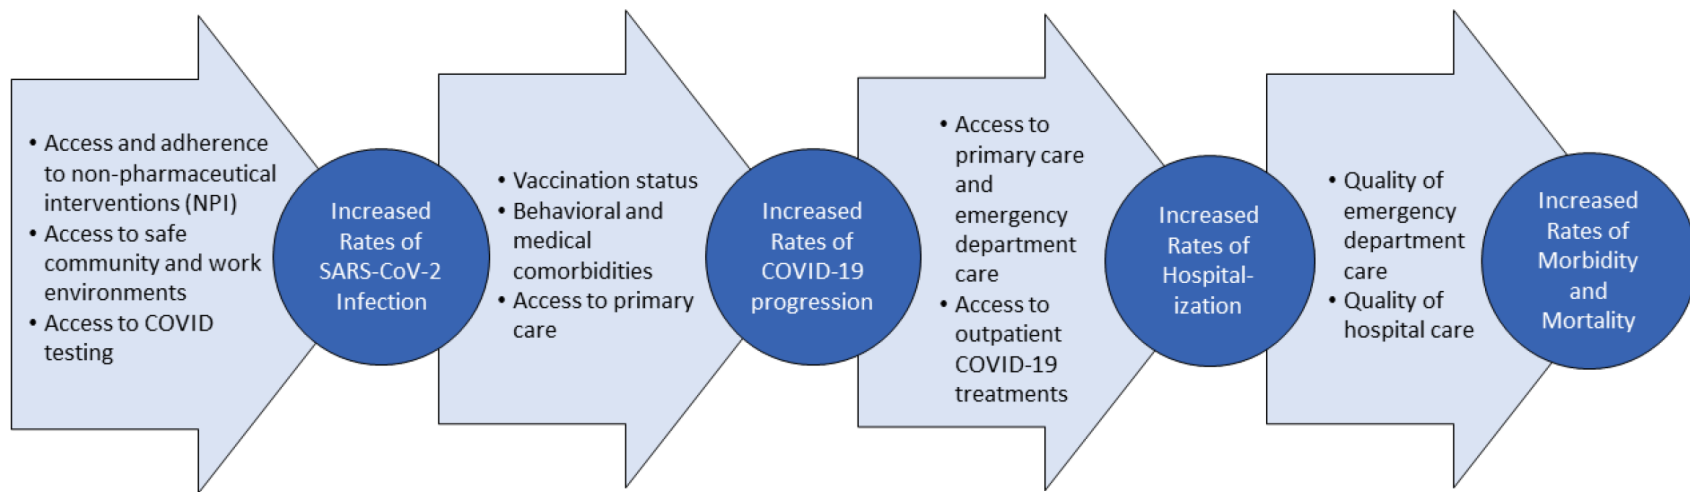 • Access and adherence
to non-pharmaceutical
interventions (NPI)
• Access to safe
community and work
environments
• Access to COVID
testing
Increased
Rates of
SARS-CoV-2
Infection
• Vaccination status
• Behavioral and
medical
comorbidities
• Access to primary
care
Increased
Rates of
COVID-19
progression
• Access to
primary care
and
emergency
department
care
• Access to
outpatient
COVID-19
treatments
Increased
Rates of
Hospital-
ization
• Quality of
emergency
department
care
• Quality of
hospital care
Increased
Rates of
Morbidity
and
Mortality